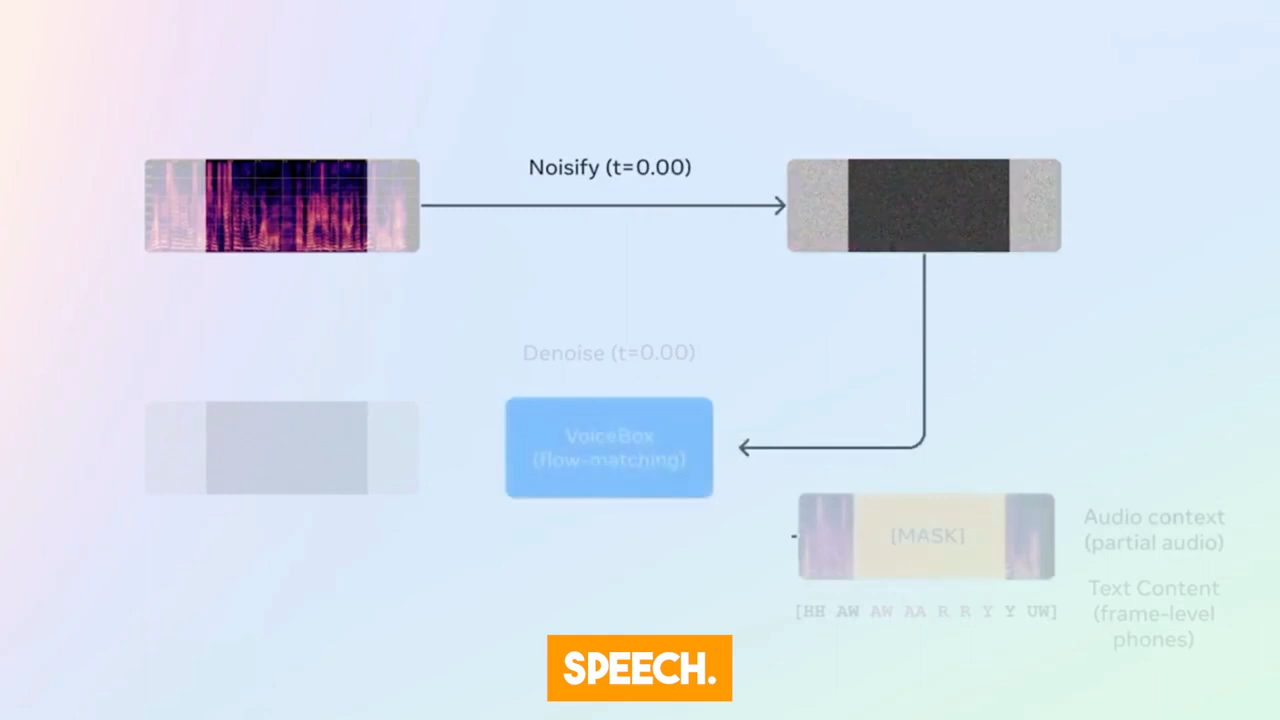 Noisify (t=0.00)
Denoise (t=0.00)
VoiceBox
(flow-matching)
[MASK]
Audio context
(partial audio)
[HH AW AW AA R R Y Y UW]
Text Content
(frame-level
phones)
SPEECH.